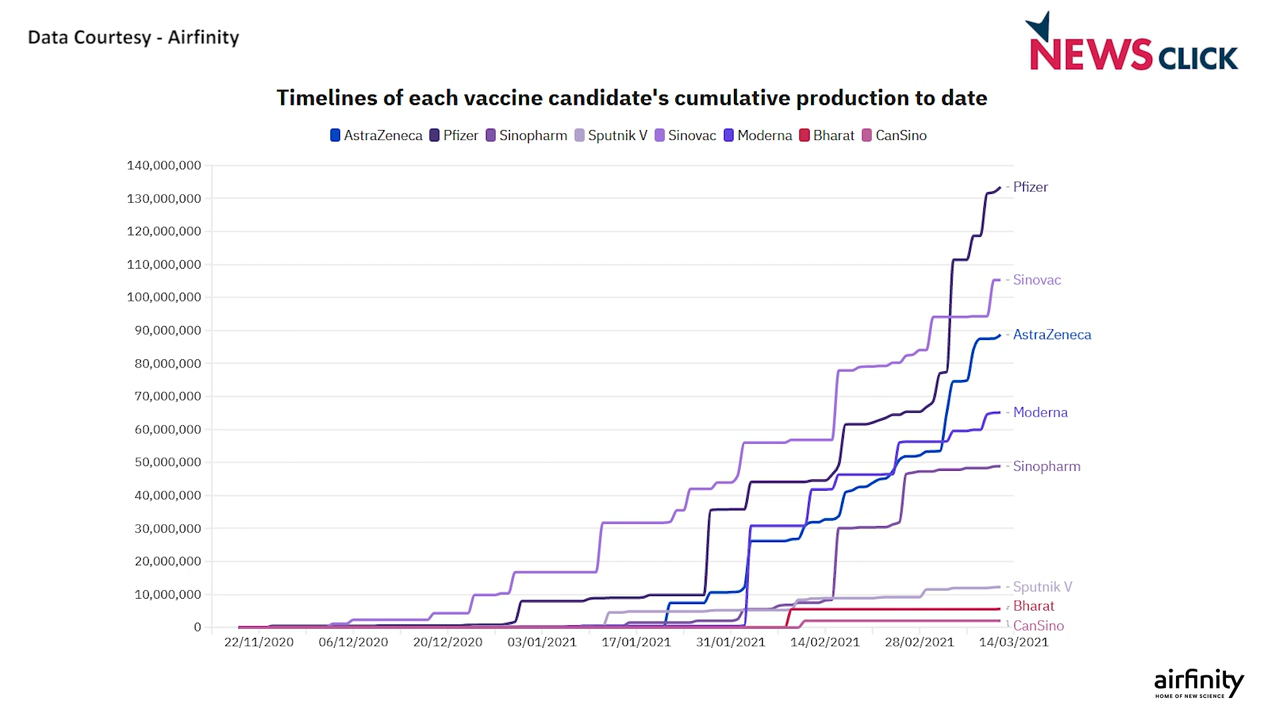 Data Courtesy - Airfinity
NEWSCLICK
Timelines of each vaccine candidate's cumulative production to date
AstraZeneca Pfizer Sinopharm Sputnik V Sinovac Moderna Bharat CanSino
140,000,000
130,000,000
120,000,000
110,000,000
100,000,000
90,000,000
80,000,000
70,000,000
60,000,000
50,000,000
40,000,000
30,000,000
20,000,000
10,000,000
0
Pfizer
Sinovac
AstraZeneca
Moderna
Sinopharm
Sputnik V
Bharat
CanSino
22/11/2020 06/12/2020 20/12/2020 03/01/2021 17/01/2021 31/01/2021 14/02/2021 28/02/2021 14/03/2021
airfinity
HOME OF NEW SCIENCE